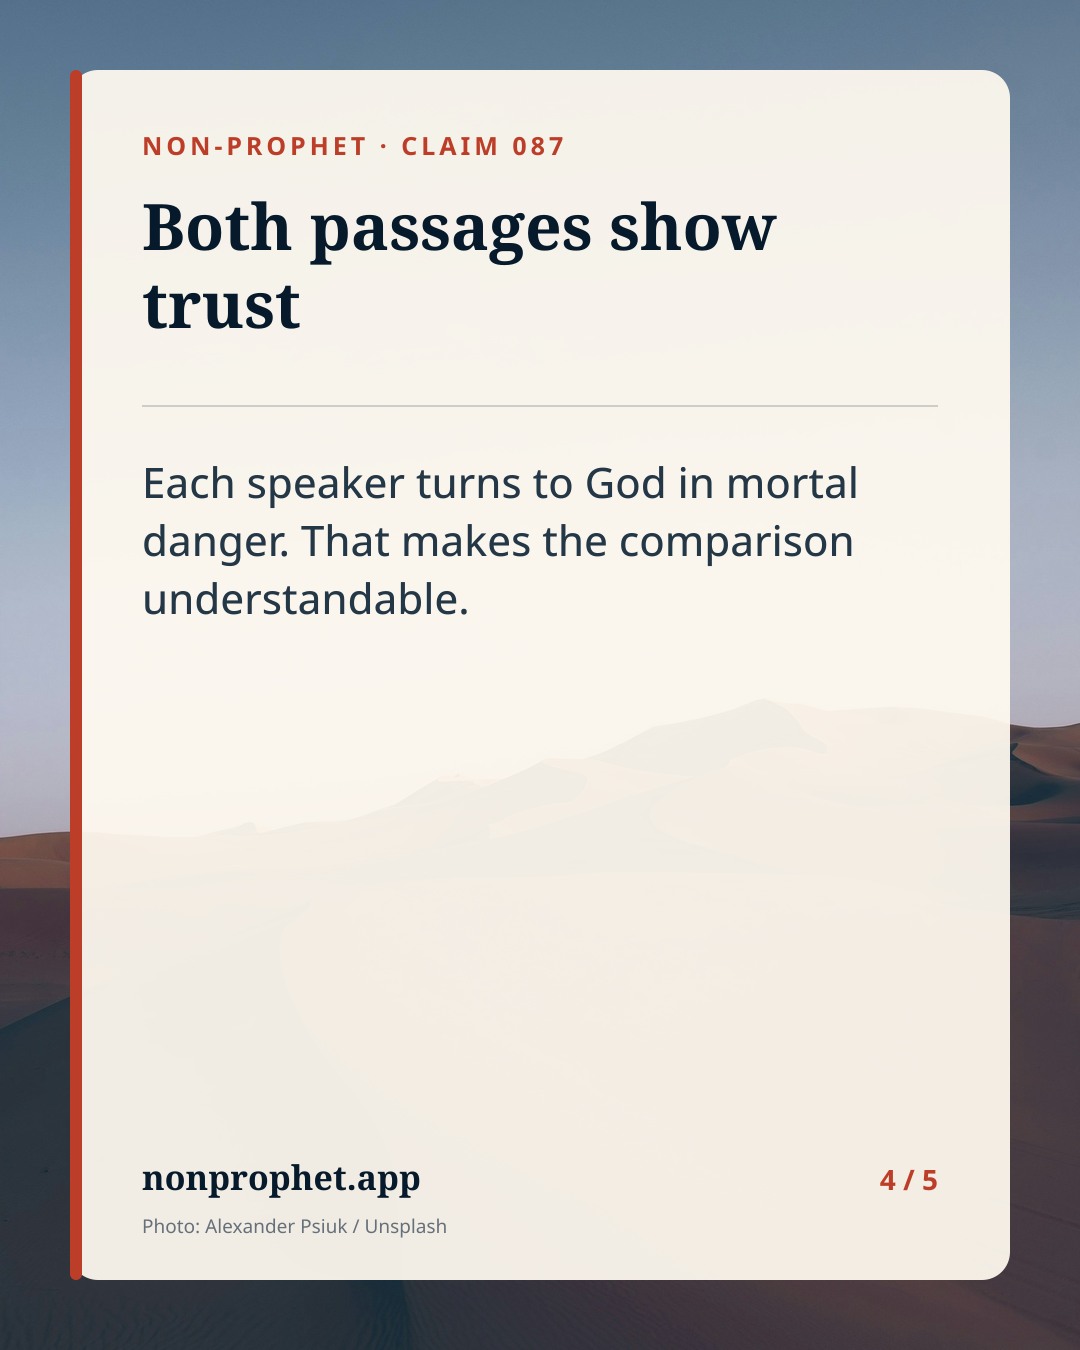 NON-PROPHET · CLAIM 087
Both passages show
trust
Each speaker turns to God in mortal
danger. That makes the comparison
understandable.
nonprophet.app
4 / 5
Photo: Alexander Psiuk / Unsplash